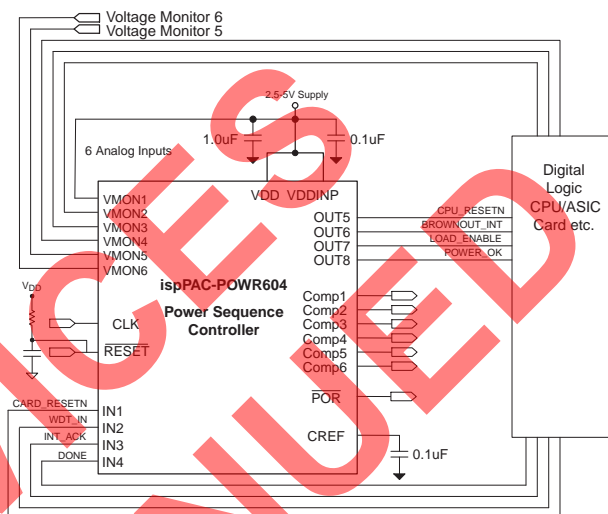 Voltage Monitor 6
Voltage Monitor 5
2.5-5V Supply
1.0uF
0.1uF
6 Analog Inputs
VDD VDDINP
VMON1
VMON2
VMON3
VMON4
VMON5
VMON6
OUT5
OUT6
OUT7
OUT8
CPU_RESETN
BROWNOUT_INT
LOAD_ENABLE
POWER_OK
Digital
Logic
CPU/ASIC
Card etc.
ispPAC-POWR604
Power Sequence
Controller
VDD
CLK
RESET
Comp1
Comp2
Comp3
Comp4
Comp5
Comp6
POR
CREF
0.1uF
CARD_RESETN
WDT_IN
INT_ACK
DONE
IN1
IN2
IN3
IN4